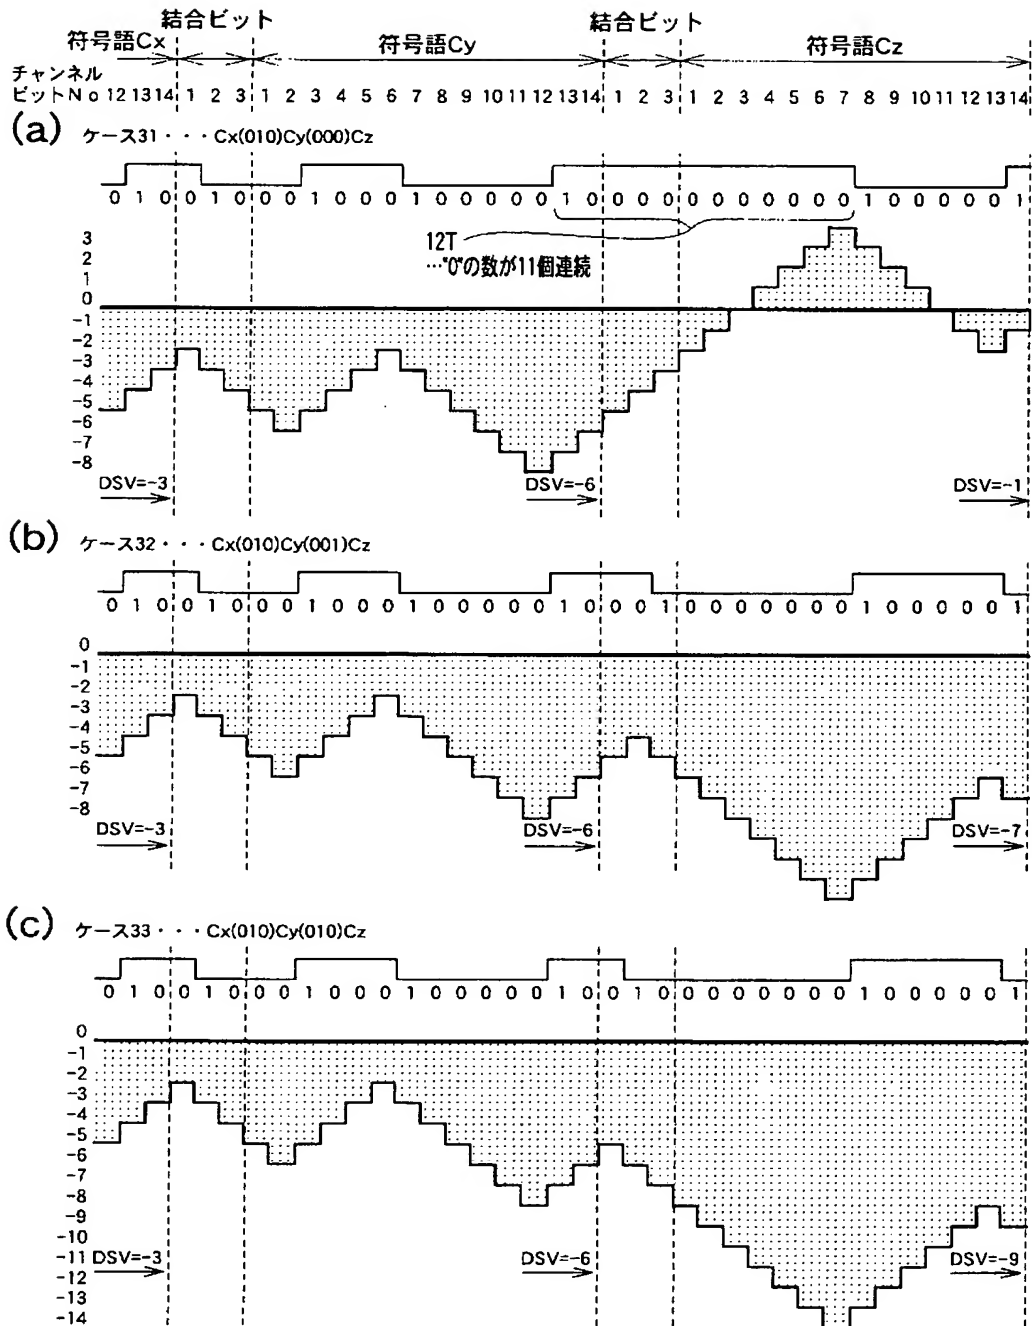 結合ビット 結合ビット
符号語Cx 符号語Cy 符号語Cz
チャンネル
ビットNo 12 13 14 1 2 3 1 2 3 4 5 6 7 8 9 10 11 12 13 14 1 2 3 1 2 3 4 5 6 7 8 9 10 11 12 13 14
(a) ケース31・・・Cx(010)Cy(000)Cz
0 1 0 0 1 0 0 0 1 0 0 0 1 0 0 0 0 0 1 0 0 0 0 0 0 0 0 0 0 0 1 0 0 0 0 0 1
12T
…"0"の数が11個連続
3
2
1
0
-1
-2
-3
-4
-5
-6
-7
-8
DSV=-3 DSV=-6 DSV=-1
(b) ケース32・・・Cx(010)Cy(001)Cz
0 1 0 0 1 0 0 0 1 0 0 0 1 0 0 0 0 0 1 0 0 0 1 0 0 0 0 0 0 0 1 0 0 0 0 0 1
0
-1
-2
-3
-4
-5
-6
-7
-8
DSV=-3 DSV=-6 DSV=-7
(c) ケース33・・・Cx(010)Cy(010)Cz
0 1 0 0 1 0 0 0 1 0 0 0 1 0 0 0 0 0 1 0 0 1 0 0 0 0 0 0 0 0 1 0 0 0 0 0 1
0
-1
-2
-3
-4
-5
-6
-7
-8
-9
-10
-11
-12
-13
-14
DSV=-3 DSV=-6 DSV=-9